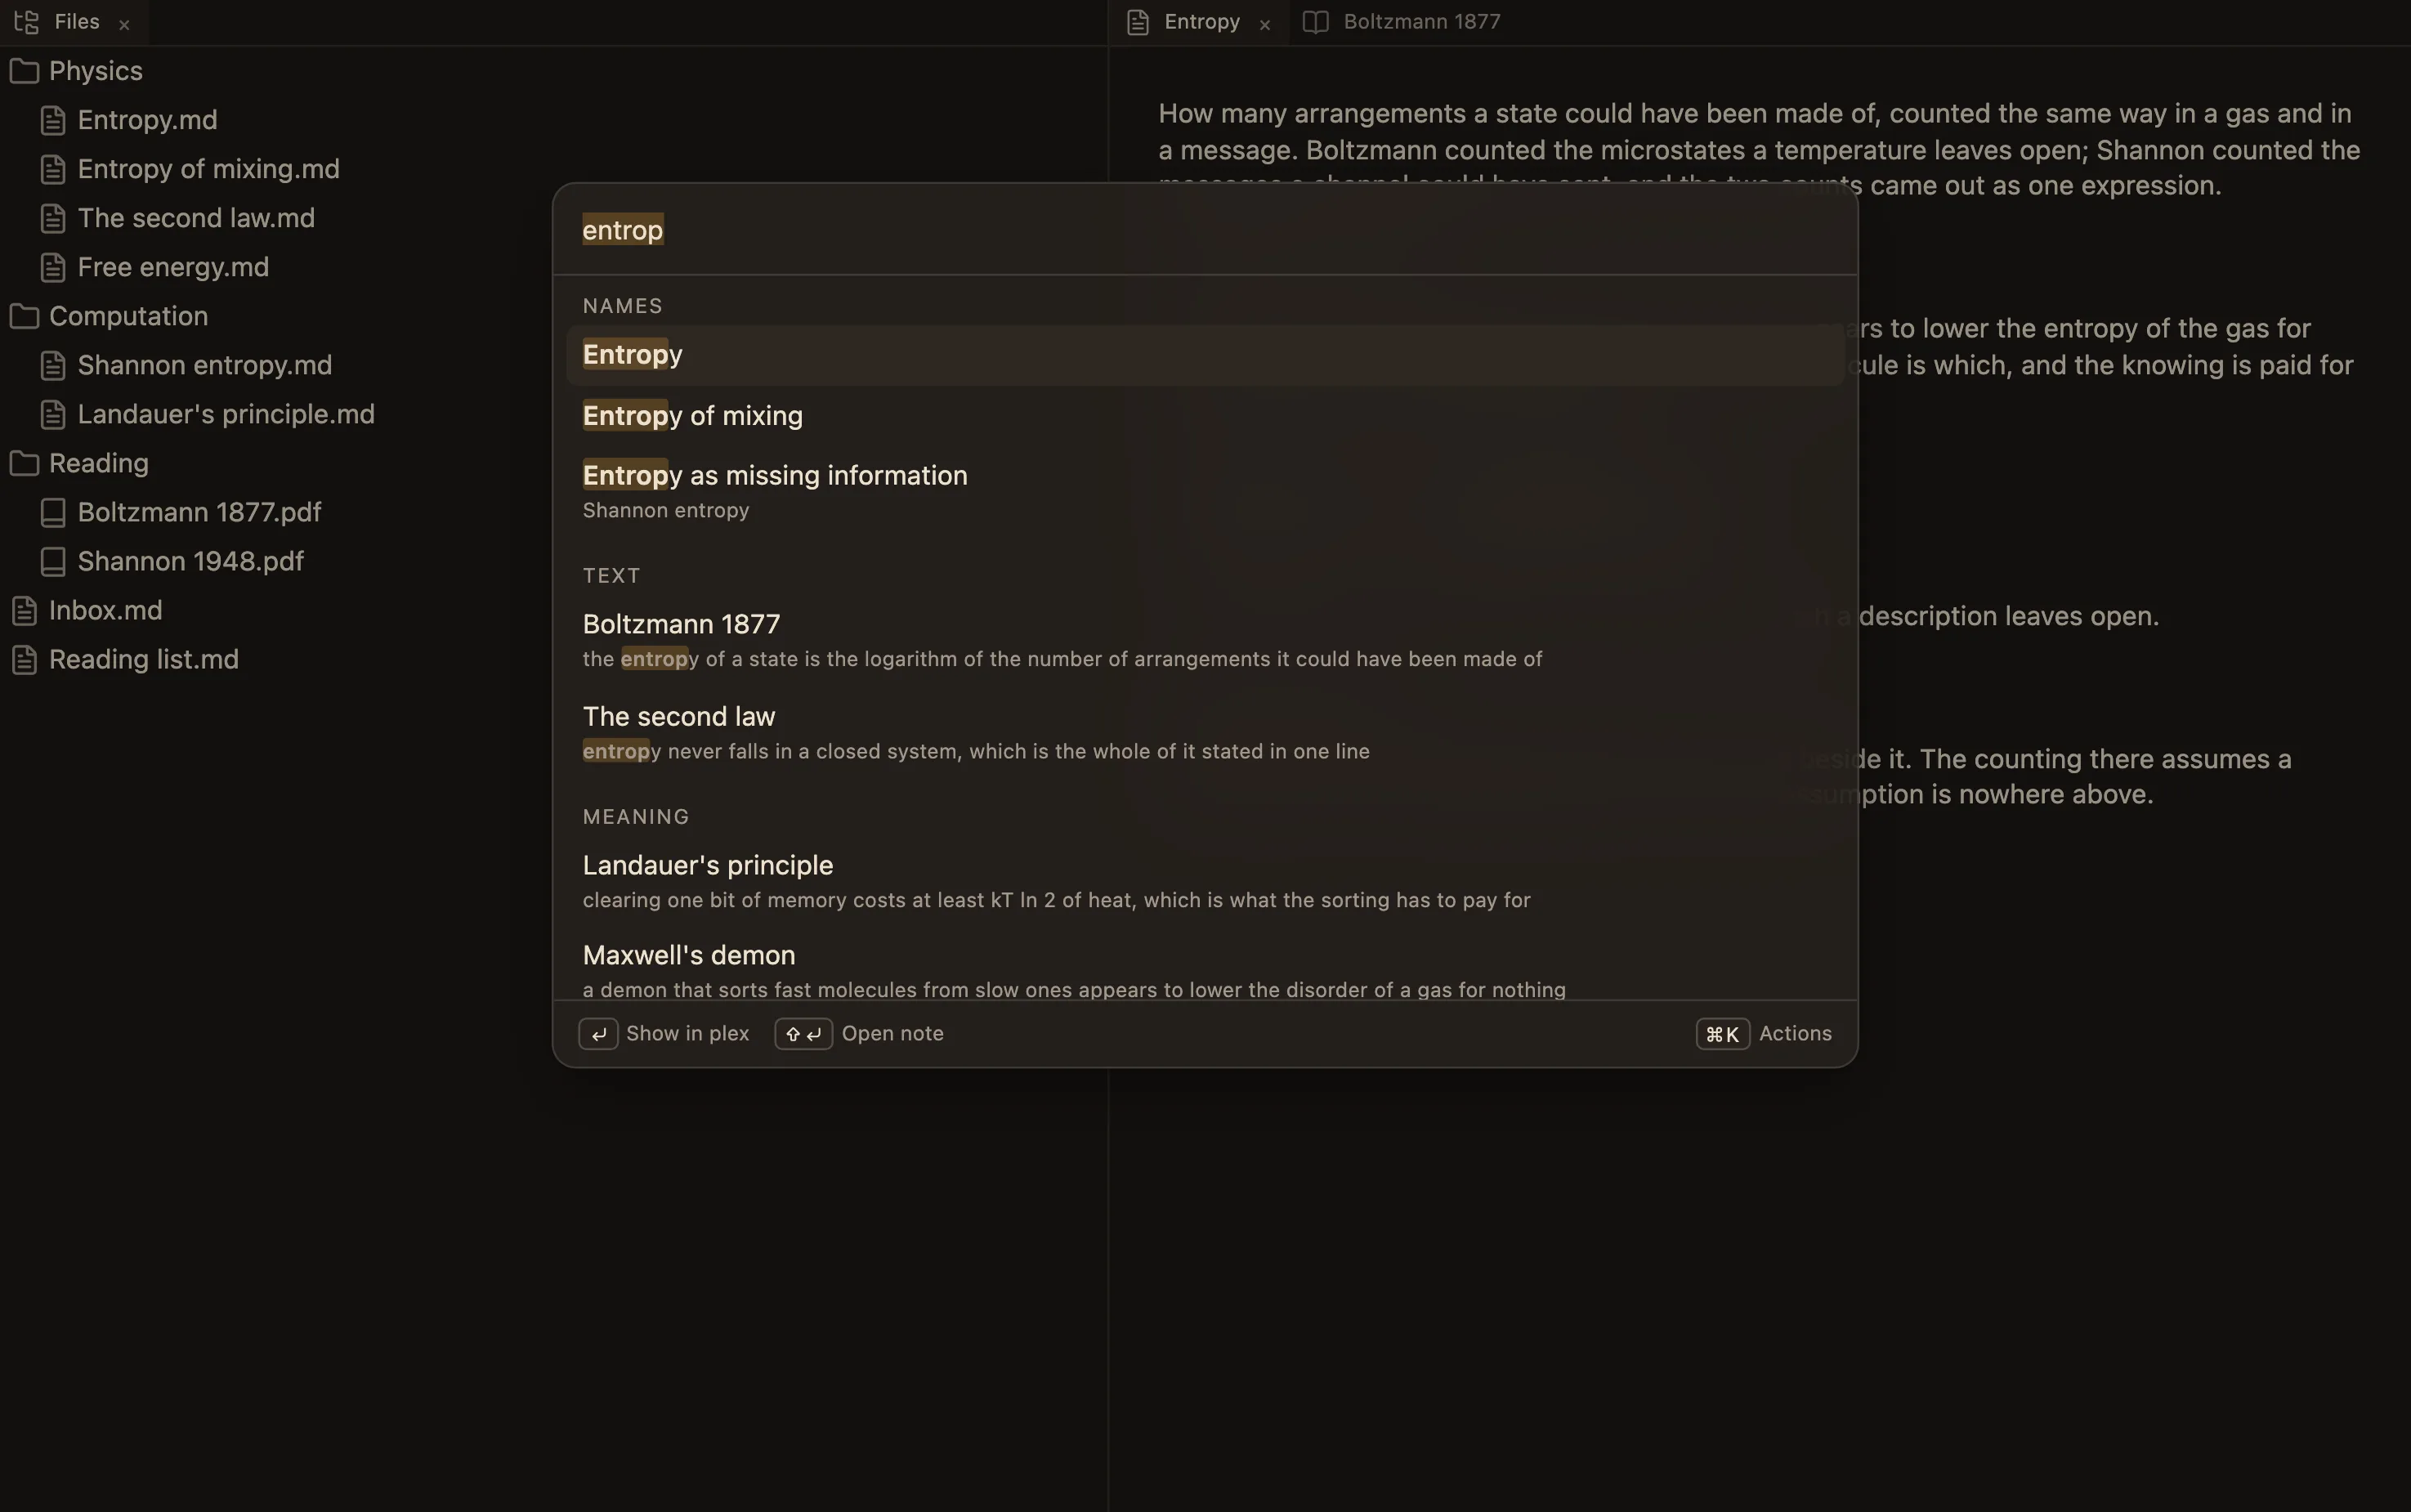 Files
Physics
Entropy.md
Entropy of mixing.md
The second law.md
Free energy.md
Computation
Shannon entropy.md
Landauer's principle.md
Reading
Boltzmann 1877.pdf
Shannon 1948.pdf
Inbox.md
Reading list.md
Entropy
Boltzmann 1877
How many arrangements a state could have been made of, counted the same way in a gas and in
a message. Boltzmann counted the microstates a temperature leaves open; Shannon counted the
messages a channel could have sent, and the two counts came out as one expression.
to lower the entropy of the gas for
is which, and the knowing is paid for
a description leaves open.
it. The counting there assumes a
is nowhere above.
entrop
NAMES
Entropy
Entropy of mixing
Entropy as missing information
Shannon entropy
TEXT
Boltzmann 1877
the entropy of a state is the logarithm of the number of arrangements it could have been made of
The second law
entropy never falls in a closed system, which is the whole of it stated in one line
MEANING
Landauer's principle
clearing one bit of memory costs at least kT ln 2 of heat, which is what the sorting has to pay for
Maxwell's demon
a demon that sorts fast molecules from slow ones appears to lower the disorder of a gas for nothing
↵ Show in plex
⇧↵ Open note
⌘K Actions